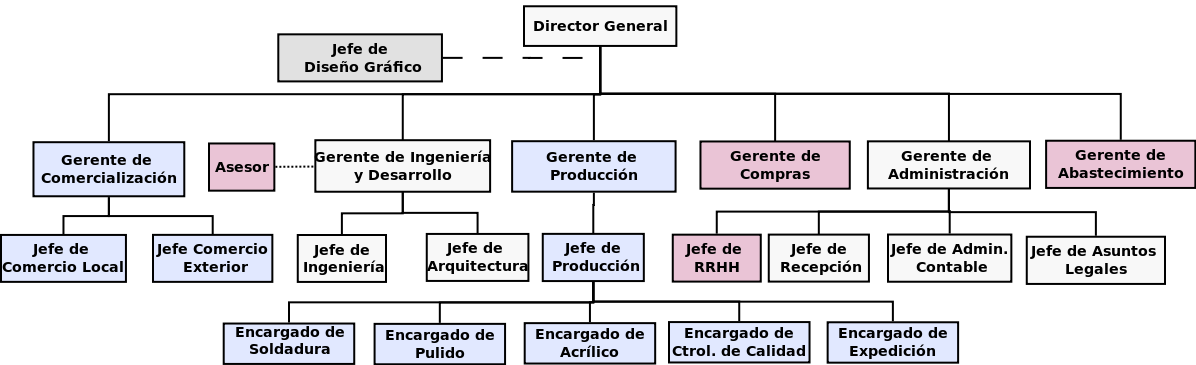 Director General
Jefe de
Diseño Gráfico
Gerente de
Comercialización
Asesor
Gerente de Ingeniería
y Desarrollo
Gerente de
Producción
Gerente de
Compras
Gerente de
Administración
Gerente de
Abastecimiento
Jefe de
Comercio Local
Jefe Comercio
Exterior
Jefe de
Ingeniería
Jefe de
Arquitectura
Jefe de
Producción
Jefe de
RRHH
Jefe de
Recepción
Jefe de Admin.
Contable
Jefe de Asuntos
Legales
Encargado de
Soldadura
Encargado de
Pulido
Encargado de
Acrílico
Encargado de
Ctrol. de Calidad
Encargado de
Expedición